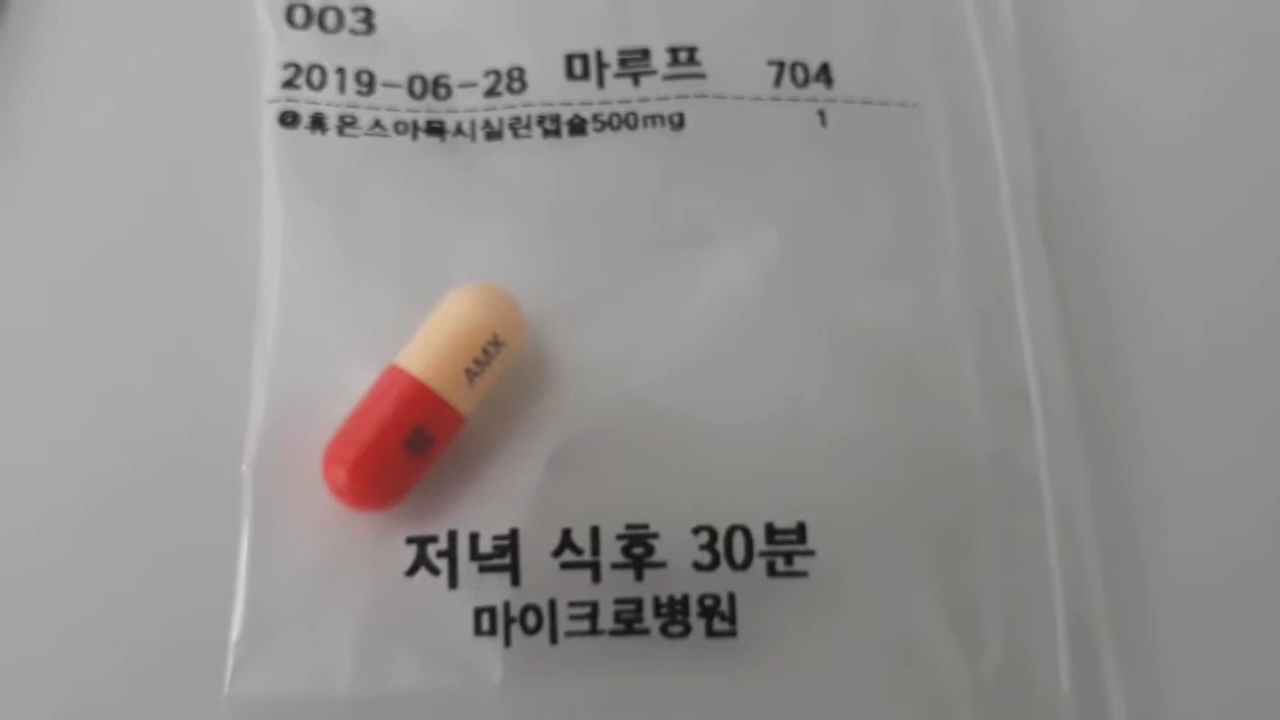 003
2019-06-28 마루프 704
@휴온스아목시실린캡슐500mg 1
AMX
저녁 식후 30분
마이크로병원